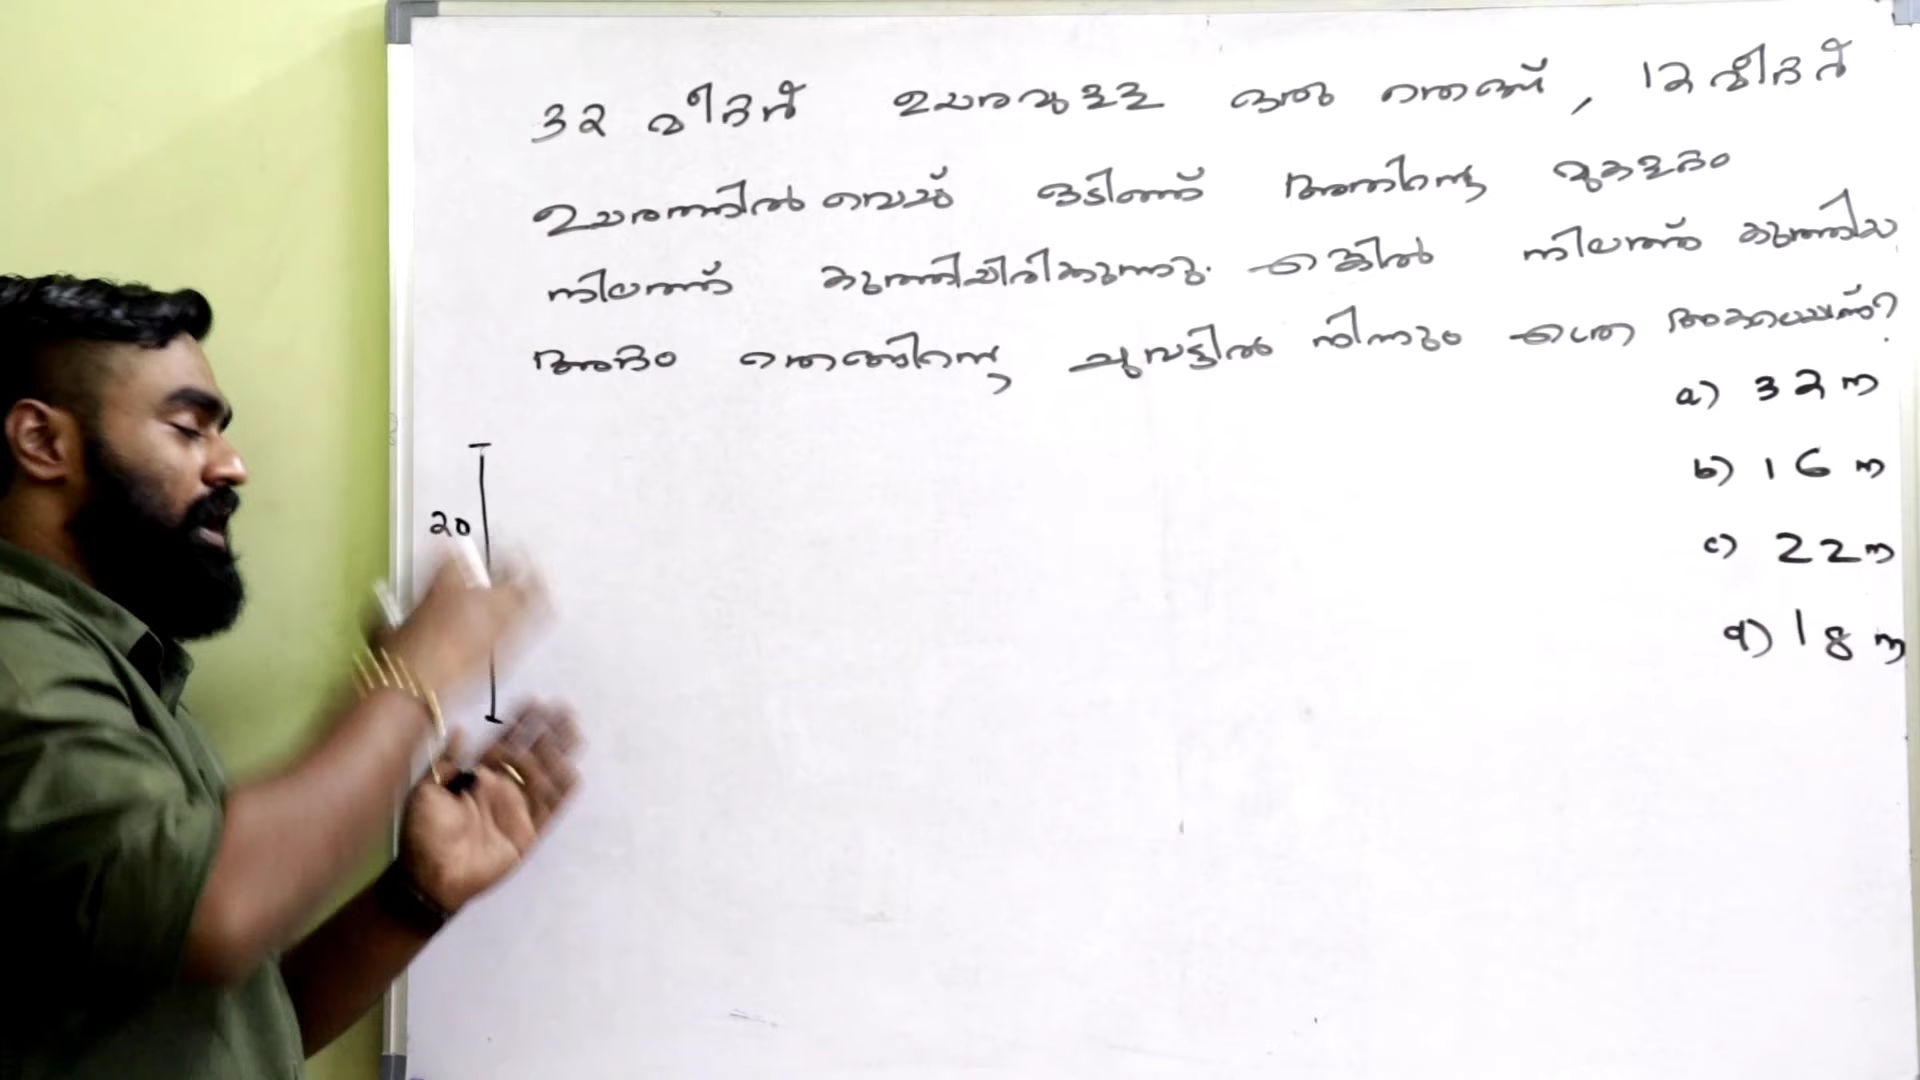 32 മീറ്റർ ഉയരമുള്ള ഒരു തെങ്ങ്, 12 മീറ്റർ
ഉയരത്തിൽ വെച്ച് ഒടിഞ്ഞ് അതിന്റെ മുകളറ്റം
നിലത്ത് കുത്തിയിരിക്കുന്നു. എങ്കിൽ നിലത്ത് കുത്തിയ
അറ്റം തെങ്ങിന്റെ ചുവട്ടിൽ നിന്നും എത്ര അകലെയാണ്?
a) 32 m
b) 16 m
c) 22 m
d) 18 m
20